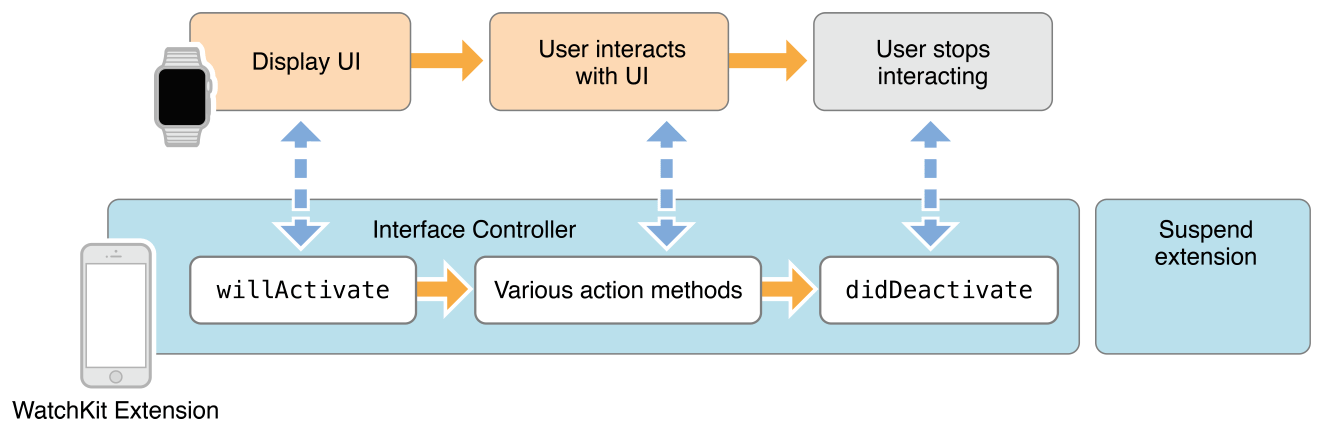 Display UI
User interacts
with UI
User stops
interacting
Interface Controller
Suspend
extension
willActivate
Various action methods
didDeactivate
WatchKit Extension